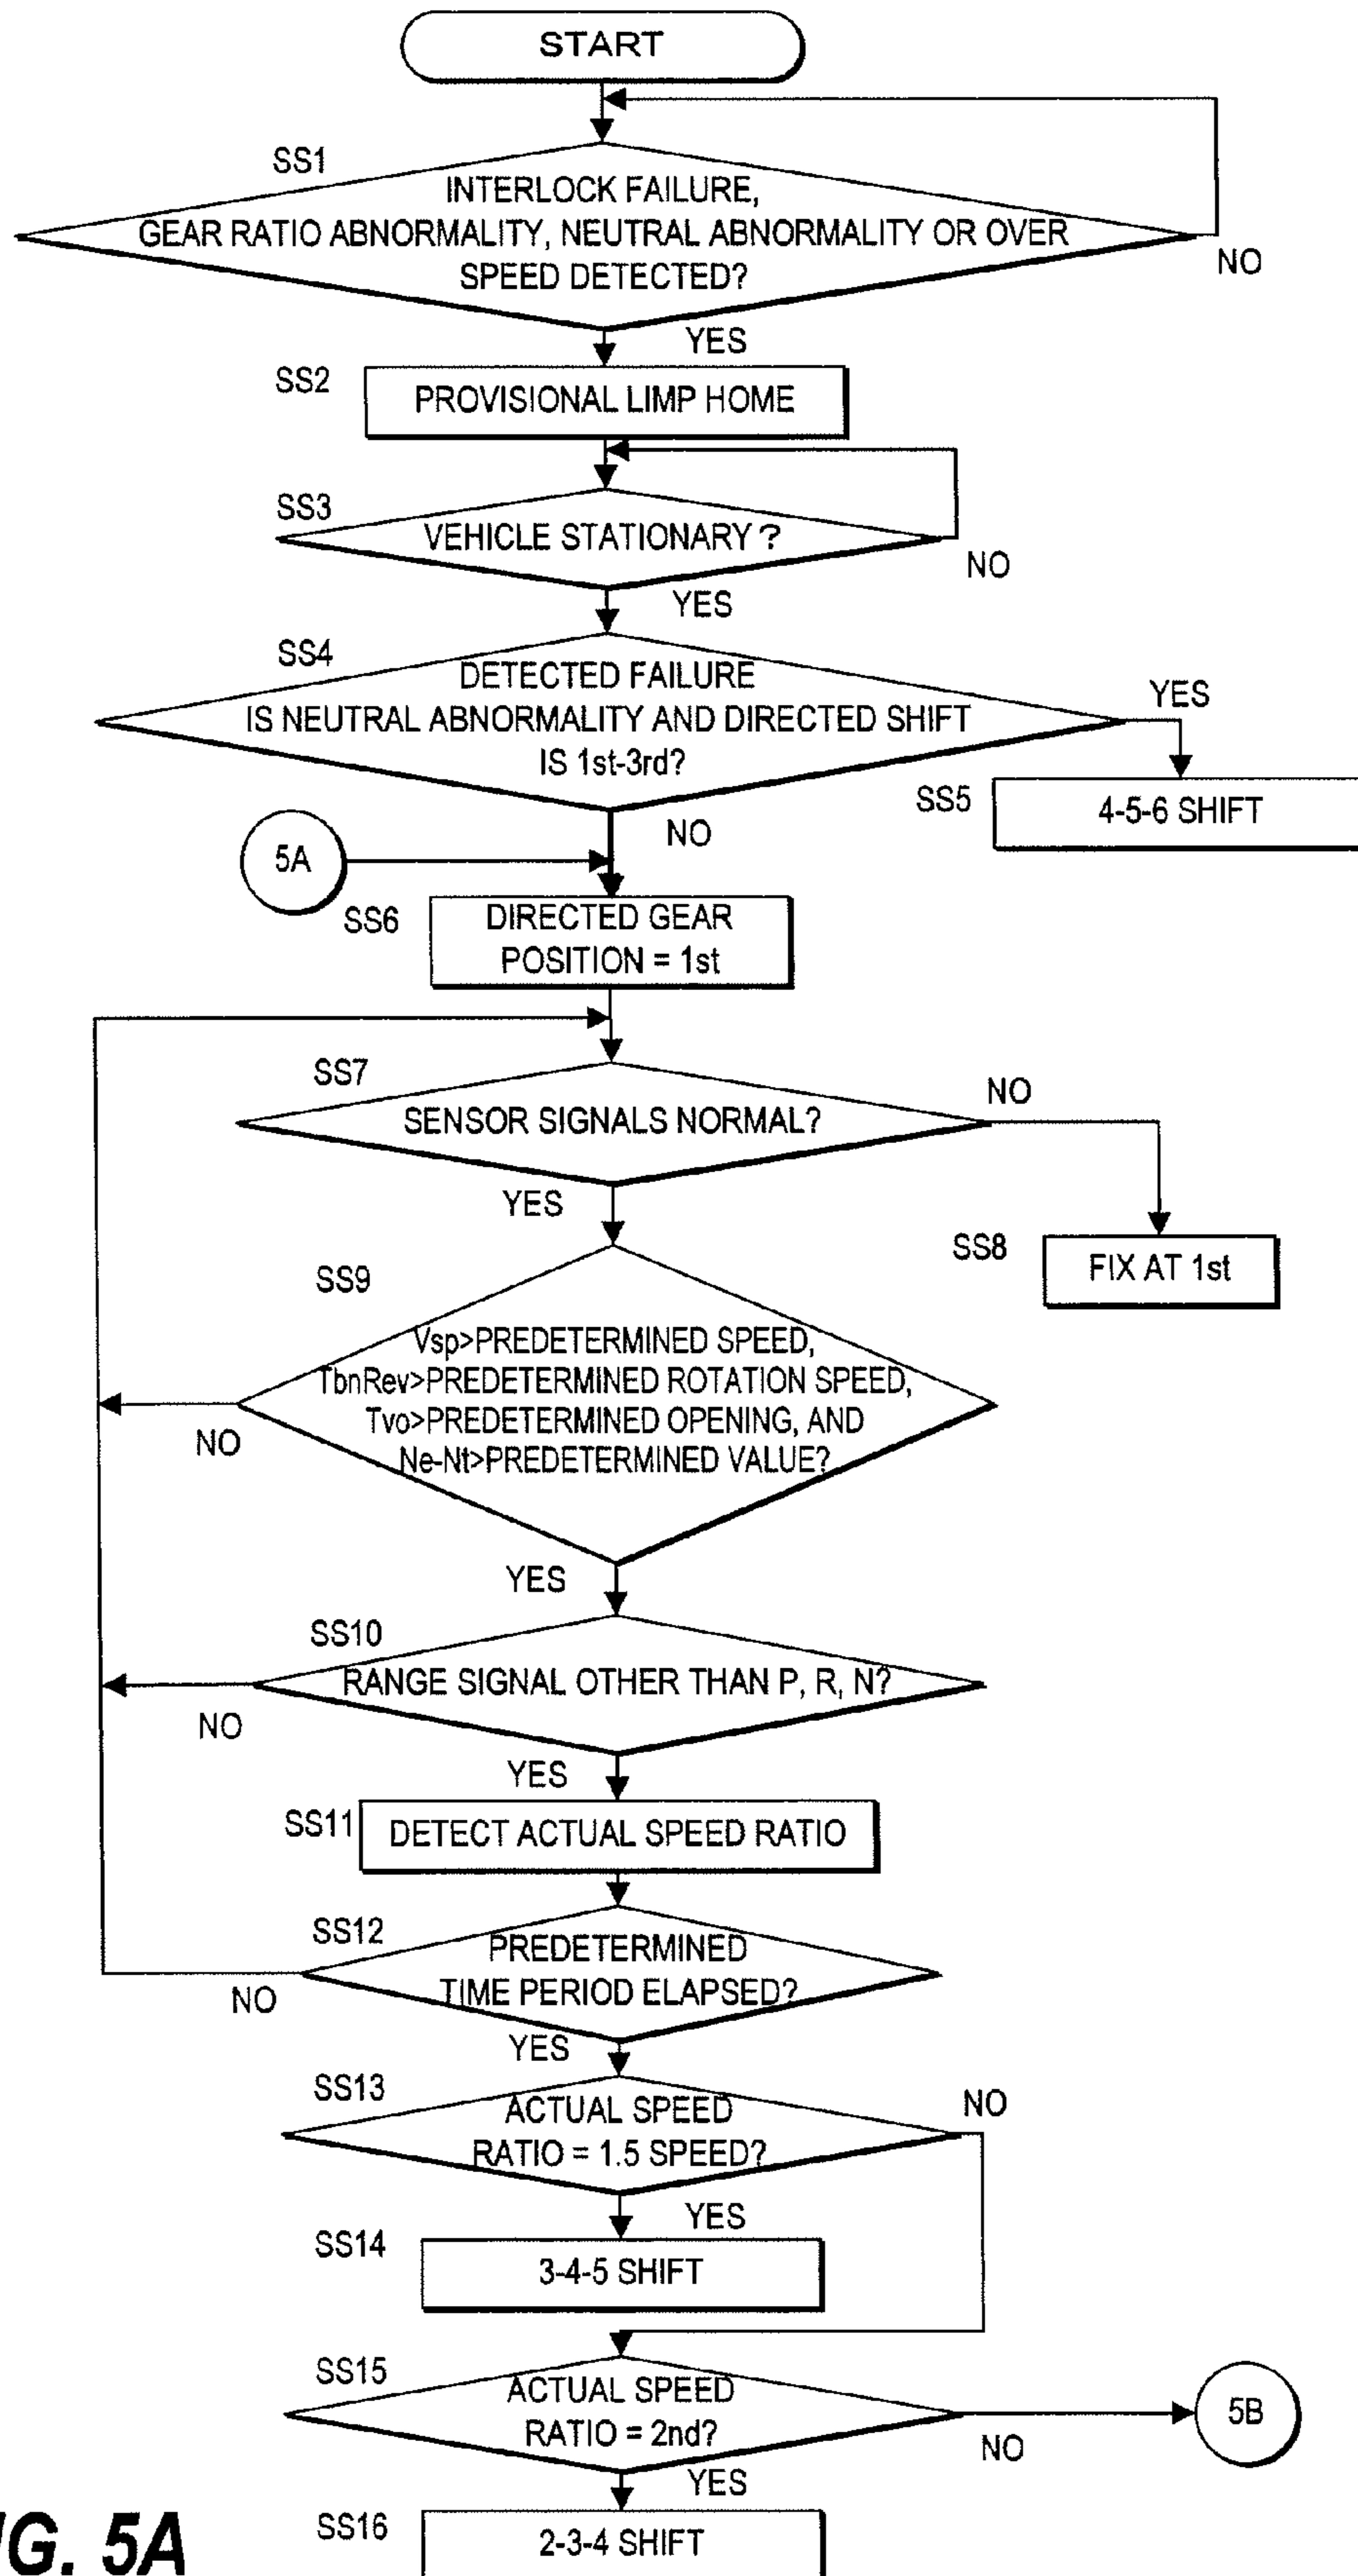 START
SS1
INTERLOCK FAILURE,
GEAR RATIO ABNORMALITY, NEUTRAL ABNORMALITY OR OVER
SPEED DETECTED?
NO
YES
SS2
PROVISIONAL LIMP HOME
SS3
VEHICLE STATIONARY?
NO
YES
SS4
DETECTED FAILURE
IS NEUTRAL ABNORMALITY AND DIRECTED SHIFT
IS 1st-3rd?
YES
SS5
4-5-6 SHIFT
NO
5A
SS6
DIRECTED GEAR
POSITION = 1st
SS7
SENSOR SIGNALS NORMAL?
NO
YES
SS8
FIX AT 1st
SS9
Vsp>PREDETERMINED SPEED,
TbnRev>PREDETERMINED ROTATION SPEED,
Tvo>PREDETERMINED OPENING, AND
Ne-Nt>PREDETERMINED VALUE?
NO
YES
SS10
RANGE SIGNAL OTHER THAN P, R, N?
NO
YES
SS11
DETECT ACTUAL SPEED RATIO
SS12
PREDETERMINED
TIME PERIOD ELAPSED?
NO
YES
SS13
ACTUAL SPEED
RATIO = 1.5 SPEED?
NO
YES
SS14
3-4-5 SHIFT
SS15
ACTUAL SPEED
RATIO = 2nd?
NO
5B
YES
SS16
2-3-4 SHIFT
IG. 5A